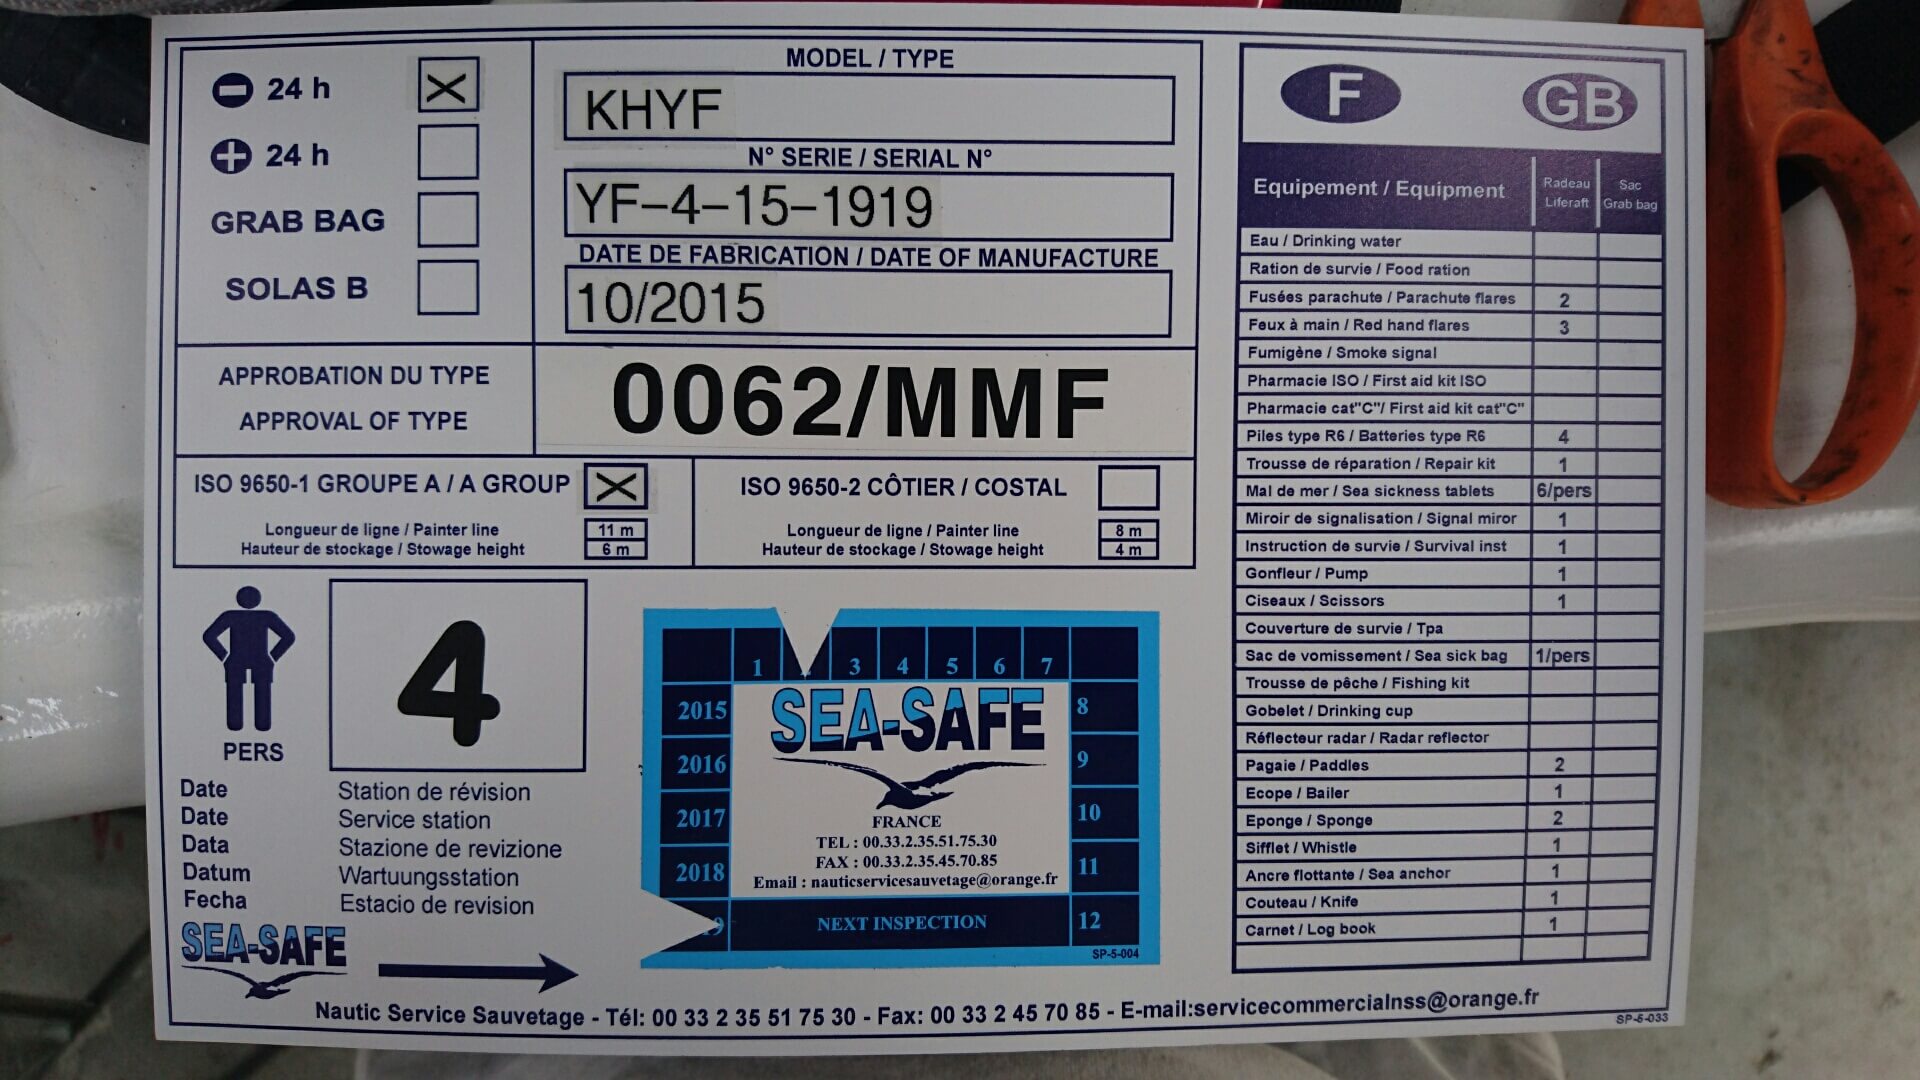 24 h X
24 h
GRAB BAG
SOLAS B
MODEL / TYPE
KHYF
N° SERIE / SERIAL N°
YF-4-15-1919
DATE DE FABRICATION / DATE OF MANUFACTURE
10/2015
APPROBATION DU TYPE
APPROVAL OF TYPE
0062/MMF
ISO 9650-1 GROUPE A / A GROUP X
Longueur de ligne / Painter line 11 m
Hauteur de stockage / Stowage height 6 m
ISO 9650-2 CÔTIER / COSTAL
Longueur de ligne / Painter line 8 m
Hauteur de stockage / Stowage height 4 m
PERS
4
Date Station de révision
Date Service station
Data Stazione de revizione
Datum Wartuungsstation
Fecha Estacio de revision
SEA-SAFE
1 3 4 5 6 7
2015 8
2016 9
2017 10
2018 11
12
SEA-SAFE
FRANCE
TEL : 00.33.2.35.51.75.30
FAX : 00.33.2.35.45.70.85
Email : nauticservicesauvetage@orange.fr
NEXT INSPECTION
SP-5-004
F GB
Equipement / Equipment Radeau Liferaft Sac Grab bag
Eau / Drinking water
Ration de survie / Food ration
Fusées parachute / Parachute flares 2
Feux à main / Red hand flares 3
Fumigène / Smoke signal
Pharmacie ISO / First aid kit ISO
Pharmacie cat"C"/ First aid kit cat"C"
Piles type R6 / Batteries type R6 4
Trousse de réparation / Repair kit 1
Mal de mer / Sea sickness tablets 6/pers
Miroir de signalisation / Signal miror 1
Instruction de survie / Survival inst 1
Gonfleur / Pump 1
Ciseaux / Scissors 1
Couverture de survie / Tpa
Sac de vomissement / Sea sick bag 1/pers
Trousse de pêche / Fishing kit
Gobelet / Drinking cup
Réflecteur radar / Radar reflector
Pagaie / Paddles 2
Ecope / Bailer 1
Eponge / Sponge 2
Sifflet / Whistle 1
Ancre flottante / Sea anchor 1
Couteau / Knife 1
Carnet / Log book 1
Nautic Service Sauvetage - Tél: 00 33 2 35 51 75 30 - Fax: 00 33 2 45 70 85 - E-mail:servicecommercialnss@orange.fr
SP-5-033